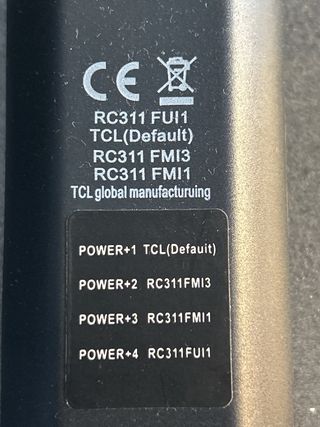 CE
RC311 FUI1
TCL(Default)
RC311 FMI3
RC311 FMI1
TCL global manufacturuing
POWER+1 TCL(Defauit)
POWER+2 RC311FMI3
POWER+3 RC311FMI1
POWER+4 RC311FUI1